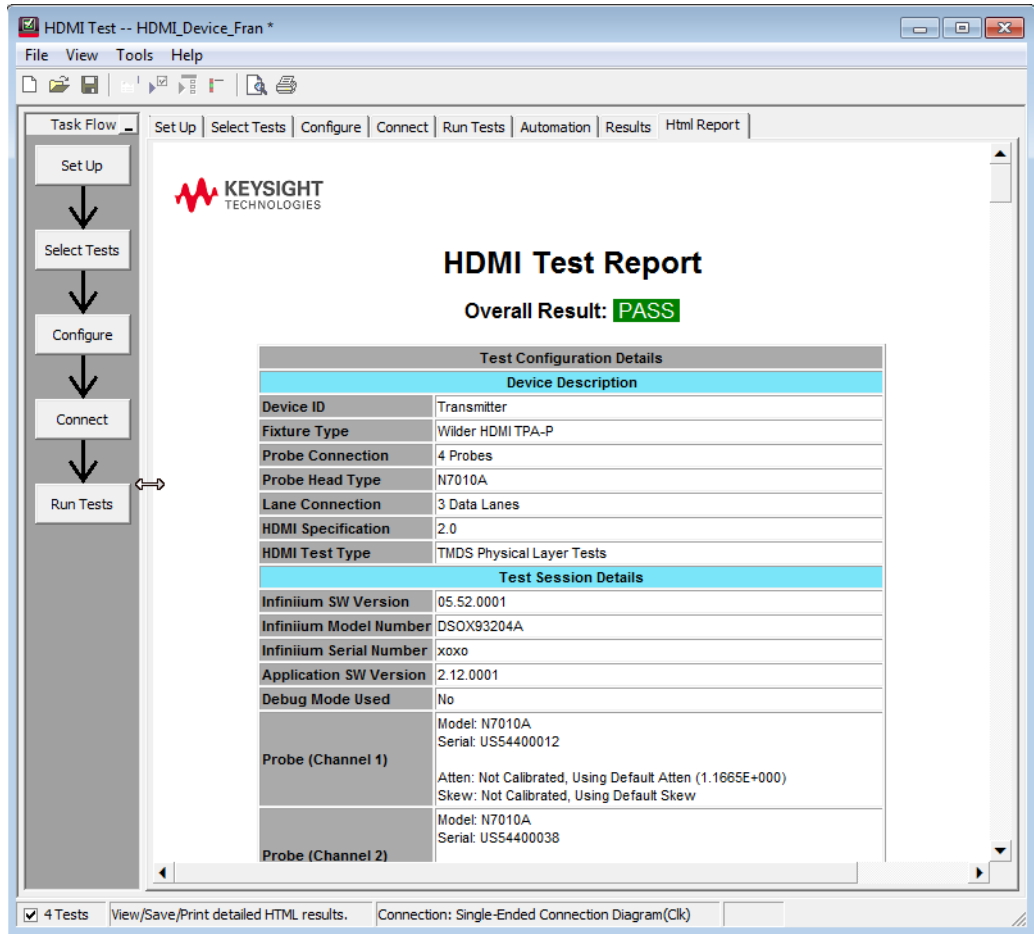 HDMI Test -- HDMI_Device_Fran *
File View Tools Help
Task Flow
Set Up
Select Tests
Configure
Connect
Run Tests
Set Up Select Tests Configure Connect Run Tests Automation Results Html Report
KEYSIGHT
TECHNOLOGIES
HDMI Test Report
Overall Result: PASS
Test Configuration Details
Device Description
Device ID Transmitter
Fixture Type Wilder HDMI TPA-P
Probe Connection 4 Probes
Probe Head Type N7010A
Lane Connection 3 Data Lanes
HDMI Specification 2.0
HDMI Test Type TMDS Physical Layer Tests
Test Session Details
Infiniium SW Version 05.52.0001
Infiniium Model Number DSOX93204A
Infiniium Serial Number xoxo
Application SW Version 2.12.0001
Debug Mode Used No
Probe (Channel 1)
Model: N7010A
Serial: US54400012
Atten: Not Calibrated, Using Default Atten (1.1665E+000)
Skew: Not Calibrated, Using Default Skew
Probe (Channel 2)
Model: N7010A
Serial: US54400038
4 Tests View/Save/Print detailed HTML results. Connection: Single-Ended Connection Diagram(Clk)